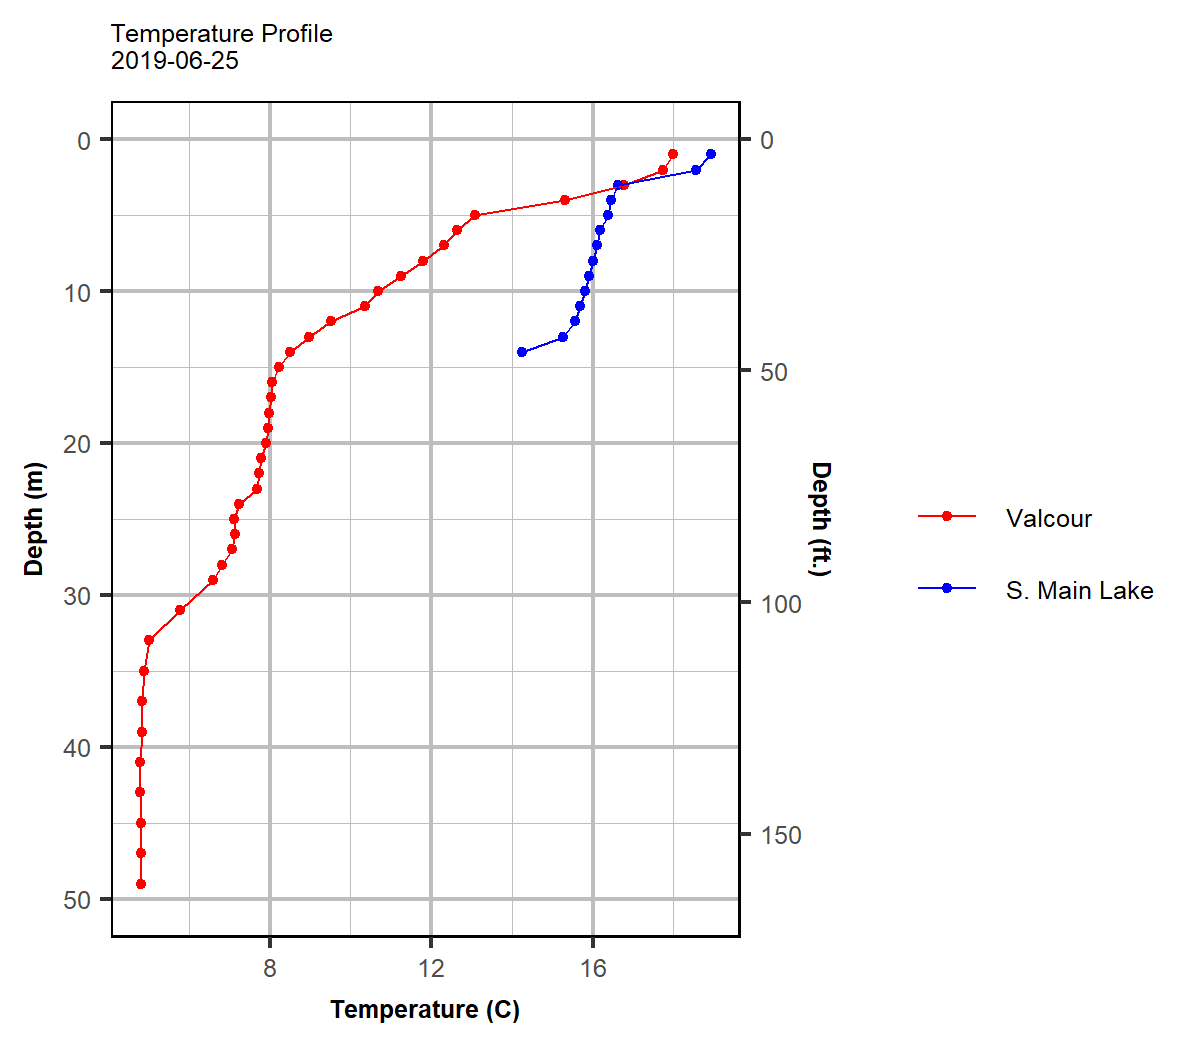 Temperature Profile
2019-06-25
0
10
20
30
40
50
Depth (m)
0
50
100
150
Depth (ft.)
8
12
16
Temperature (C)
Valcour
S. Main Lake